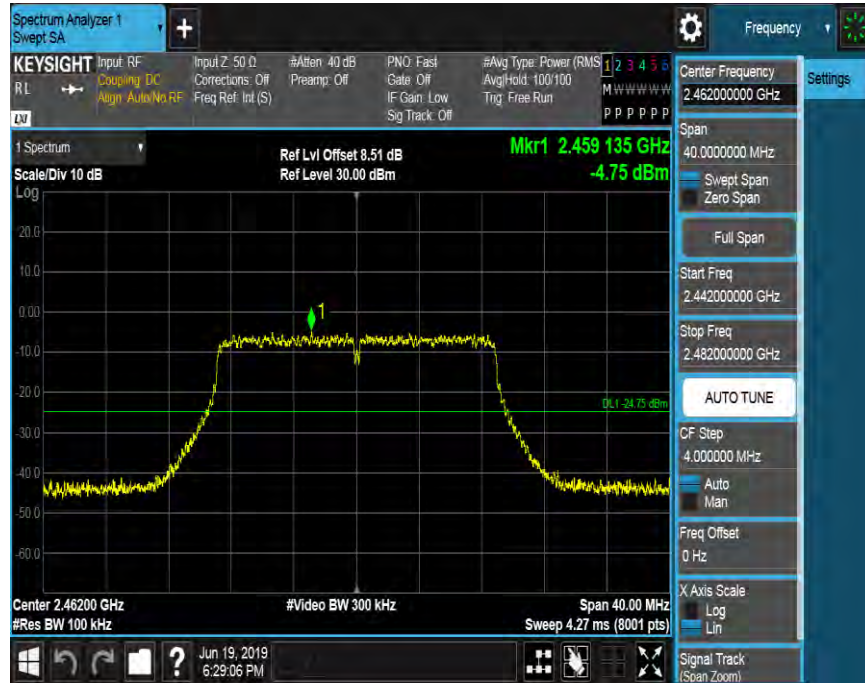 Spectrum Analyzer 1
Swept SA
+
Frequency
KEYSIGHT Input: RF Input Z: 50 Ω #Atten: 40 dB PNO: Fast #Avg Type: Power (RMS 1 2 3 4 5 6
RL Coupling: DC Corrections: Off Preamp: Off Gate: Off Avg|Hold: 100/100 M W W W W W
Align: Auto/No RF Freq Ref: Int (S) IF Gain: Low Trig: Free Run
LXI Sig Track: Off P P P P P P
1 Spectrum
Scale/Div 10 dB
Ref Lvl Offset 8.51 dB
Ref Level 30.00 dBm
Mkr1 2.459 135 GHz
-4.75 dBm
Log
20.0
10.0
0.00
1
-10.0
-20.0
DL1 -24.75 dBm
-30.0
-40.0
-50.0
-60.0
Center 2.46200 GHz #Video BW 300 kHz Span 40.00 MHz
#Res BW 100 kHz Sweep 4.27 ms (8001 pts)
? Jun 19, 2019
6:29:06 PM
Center Frequency
2.462000000 GHz
Span
40.0000000 MHz
Swept Span
Zero Span
Full Span
Start Freq
2.442000000 GHz
Stop Freq
2.482000000 GHz
AUTO TUNE
CF Step
4.000000 MHz
Auto
Man
Freq Offset
0 Hz
X Axis Scale
Log
Lin
Signal Track
(Span Zoom)
Settings